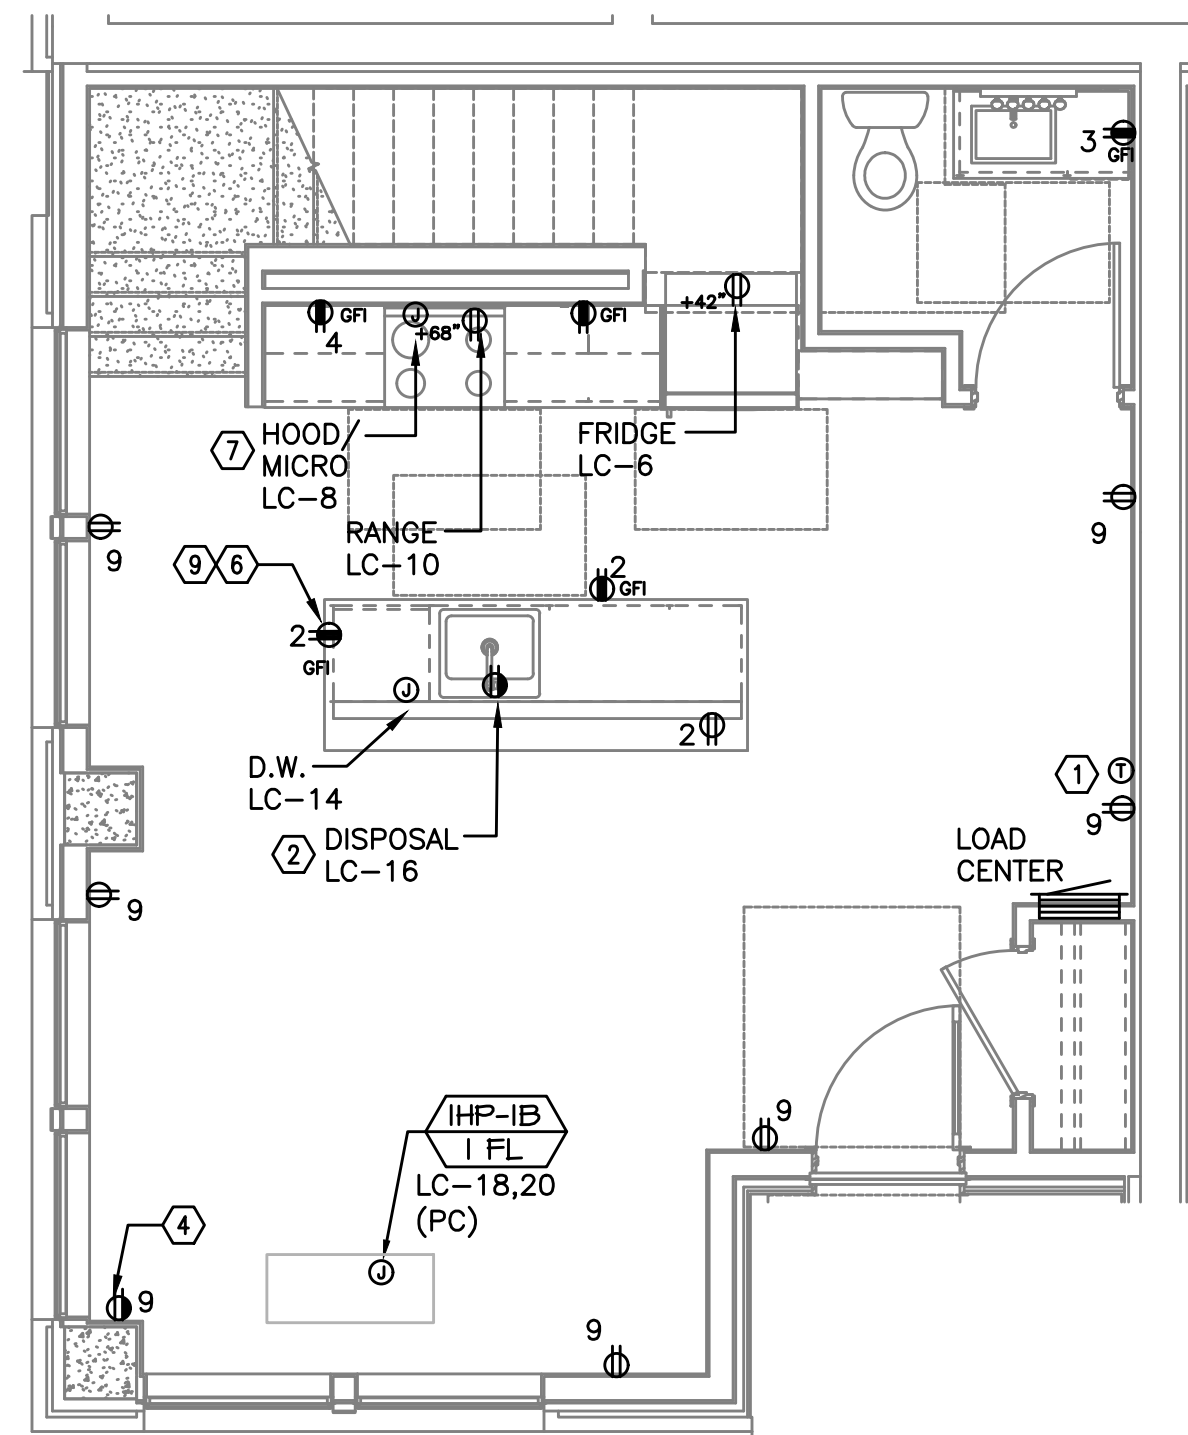 3
GFI
+42"
J
GFI
GFI
+68"
4
7
HOOD/
MICRO
LC-8
FRIDGE
LC-6
RANGE
LC-10
9
9
9
6
2
GFI
2
GFI
J
2
D.W.
LC-14
1
T
9
2
DISPOSAL
LC-16
LOAD
CENTER
9
IHP-1B
1 FL
LC-18,20
(PC)
9
4
J
9
9